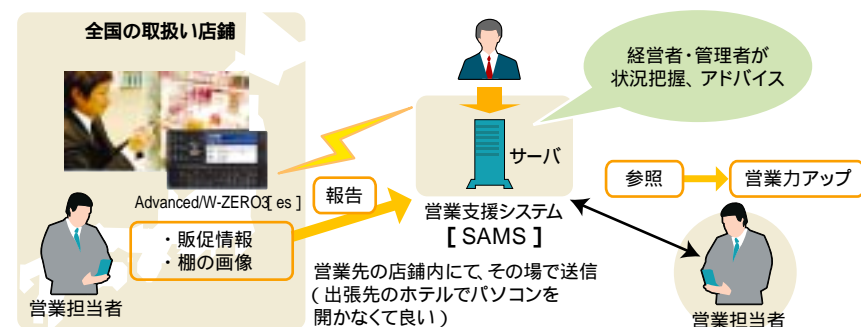 全国の取扱い店舗
Advanced/W-ZERO3[es]
報告
・販促情報
・棚の画像
営業担当者
経営者・管理者が
状況把握、アドバイス
サーバ
営業支援システム
[ SAMS ]
営業先の店舗内にて、その場で送信
(出張先のホテルでパソコンを
開かなくて良い)
参照
営業力アップ
営業担当者